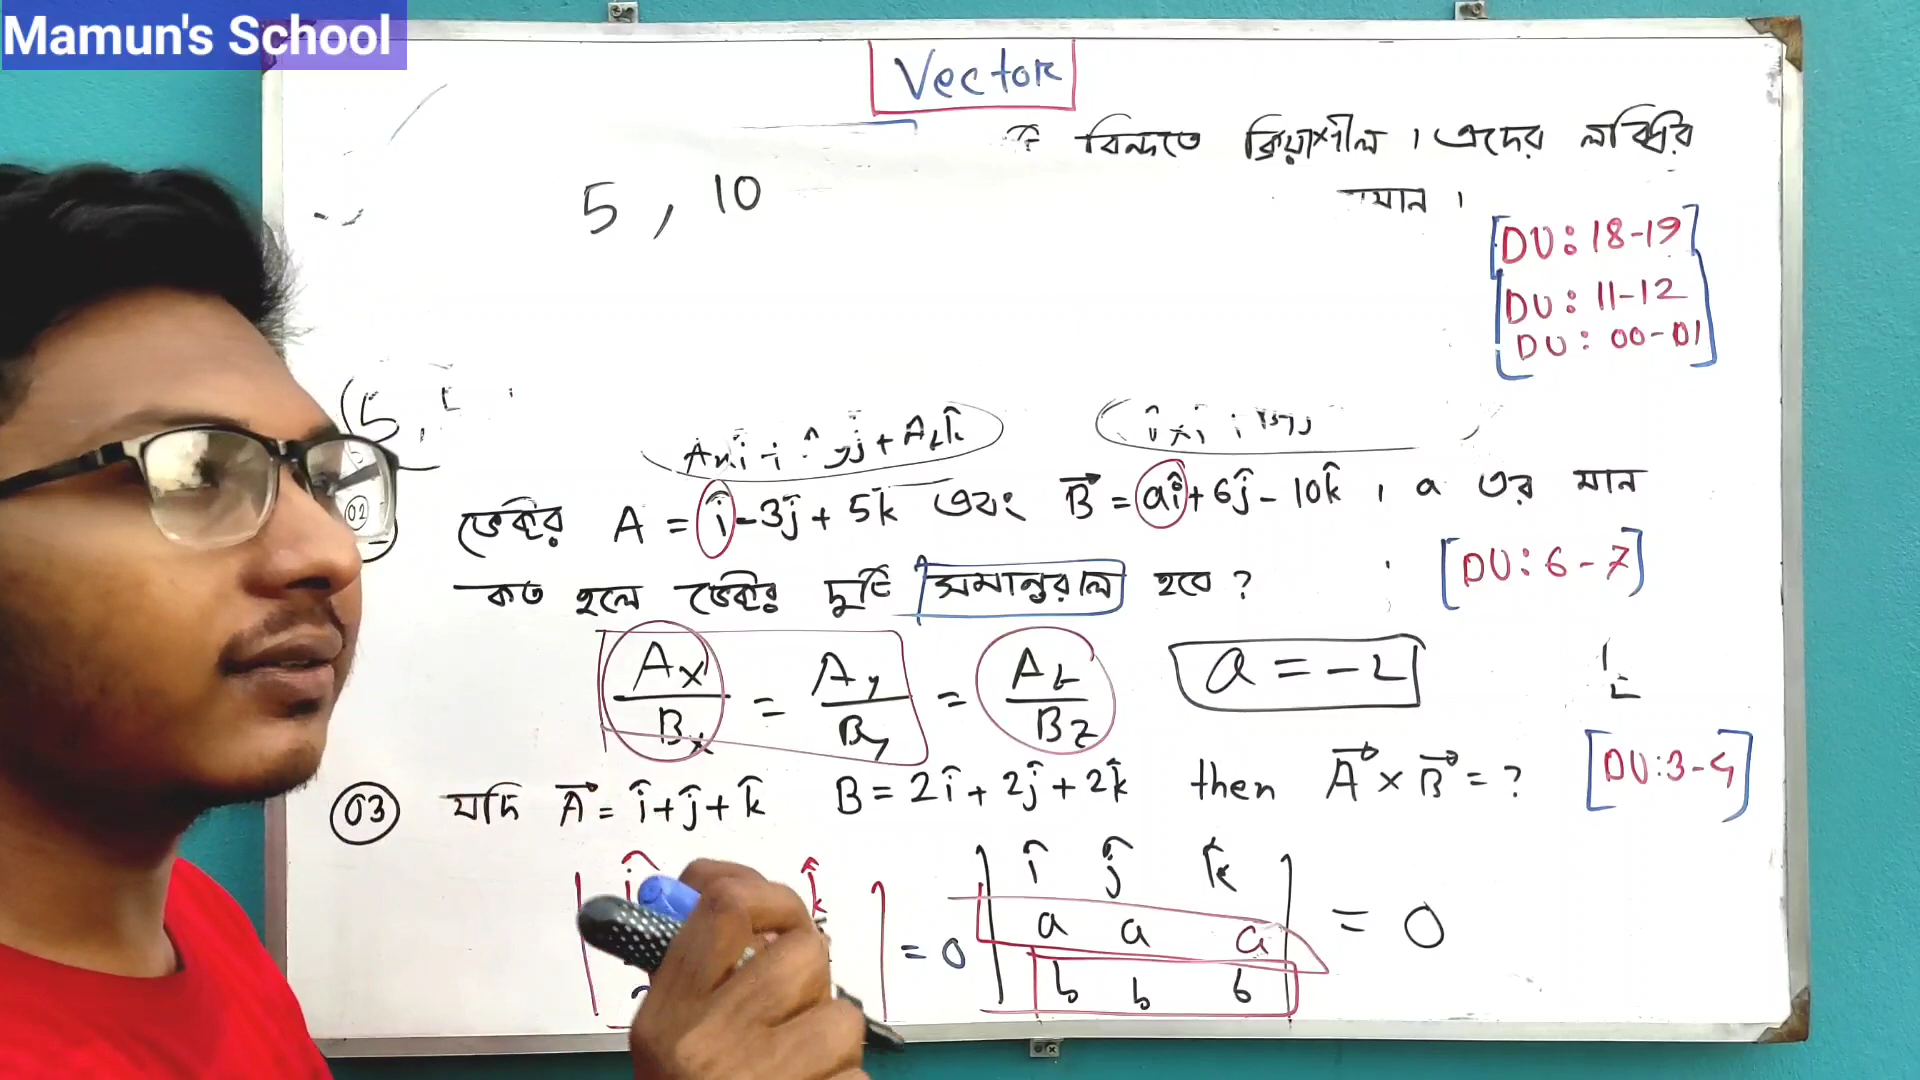 Mamun's School
Vector
টি বিন্দুতে ক্রিয়াশীল । এদের লব্ধির
মান ।
5 , 10
[DU: 18-19]
[DU: 11-12
DU: 00-01]
(5,
02
ভেক্টর A = î - 3ĵ + 5k̂ এবং B⃗ = aî + 6ĵ - 10k̂ । a এর মান
কত হলে ভেক্টর দুটি সমান্তরাল হবে ?
[DU: 6-7]
Ax/Bx = Ay/By = Az/Bz
a = -2
03 যদি A⃗ = î + ĵ + k̂ B = 2î + 2ĵ + 2k̂ then A⃗ × B⃗ = ?
[DU: 3-4]
î k̂ = 0
î ĵ k̂
a a a = 0
b b b